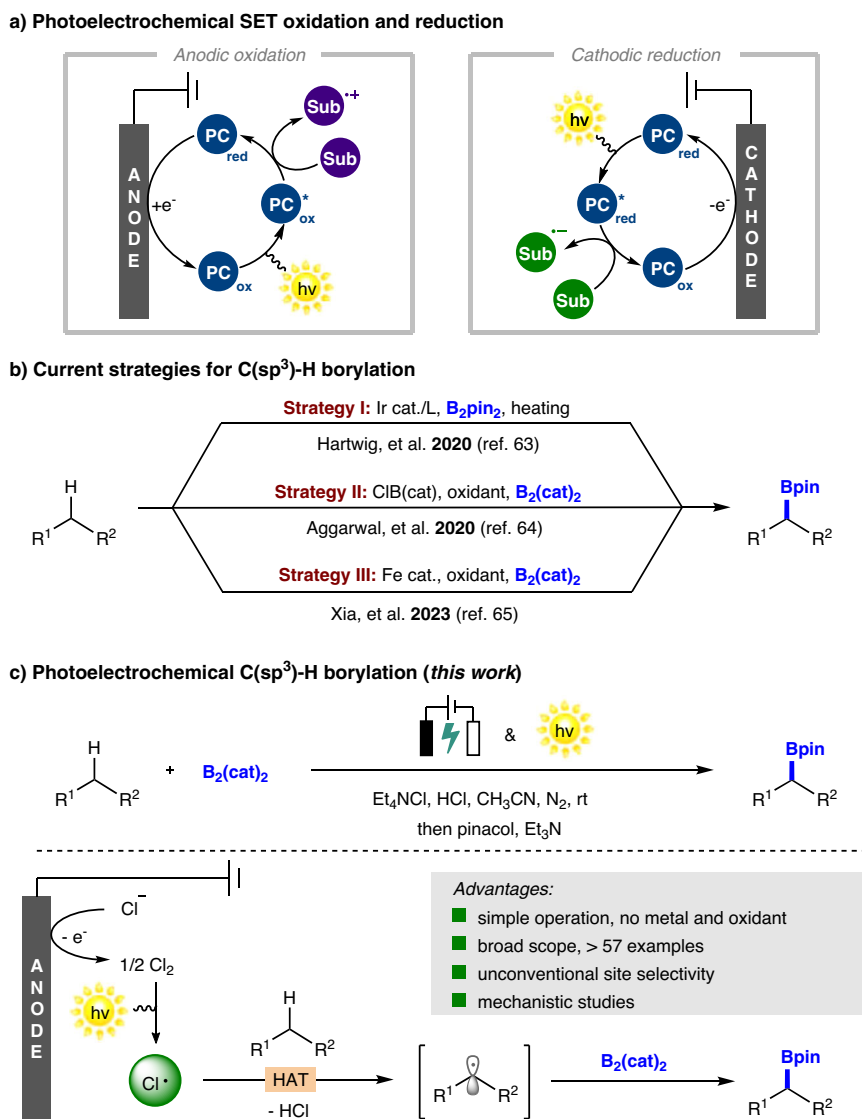 a) Photoelectrochemical SET oxidation and reduction
Anodic oxidation
ANODE
+e⁻
PC red
Sub •+
Sub
PC * ox
PC ox
hv
Cathodic reduction
CATHODE
-e⁻
hv
PC red
PC * red
Sub •–
Sub
PC ox
b) Current strategies for C(sp³)-H borylation
Strategy I: Ir cat./L, B₂pin₂, heating
Hartwig, et al. 2020 (ref. 63)
Strategy II: ClB(cat), oxidant, B₂(cat)₂
Aggarwal, et al. 2020 (ref. 64)
Strategy III: Fe cat., oxidant, B₂(cat)₂
Xia, et al. 2023 (ref. 65)
H
R¹ R²
Bpin
R¹ R²
c) Photoelectrochemical C(sp³)-H borylation (this work)
H
R¹ R²
+ B₂(cat)₂
& hv
Et₄NCl, HCl, CH₃CN, N₂, rt
then pinacol, Et₃N
Bpin
R¹ R²
ANODE
Cl⁻
- e⁻
1/2 Cl₂
hv
Cl •
Advantages:
simple operation, no metal and oxidant
broad scope, > 57 examples
unconventional site selectivity
mechanistic studies
H
R¹ R²
HAT
- HCl
R¹ R²
B₂(cat)₂
Bpin
R¹ R²